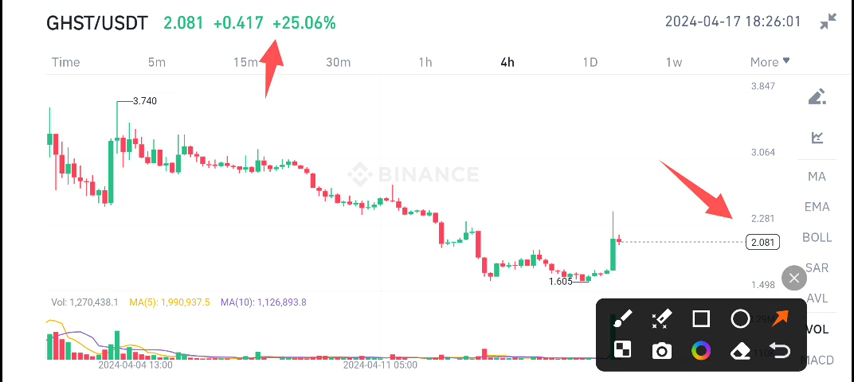 GHST/USDT 2.081 +0.417 +25.06% 2024-04-17 18:26:01
Time 5m 15m 30m 1h 4h 1D 1w More
3.847
3.740
3.064
BINANCE
MA
EMA
2.281
BOLL
2.081
SAR
1.605
1.498
AVL
Vol: 1,270,438.1 MA(5): 1,990,937.5 MA(10): 1,126,893.8
VOL
MACD
2024-04-04 13:00 2024-04-11 05:00